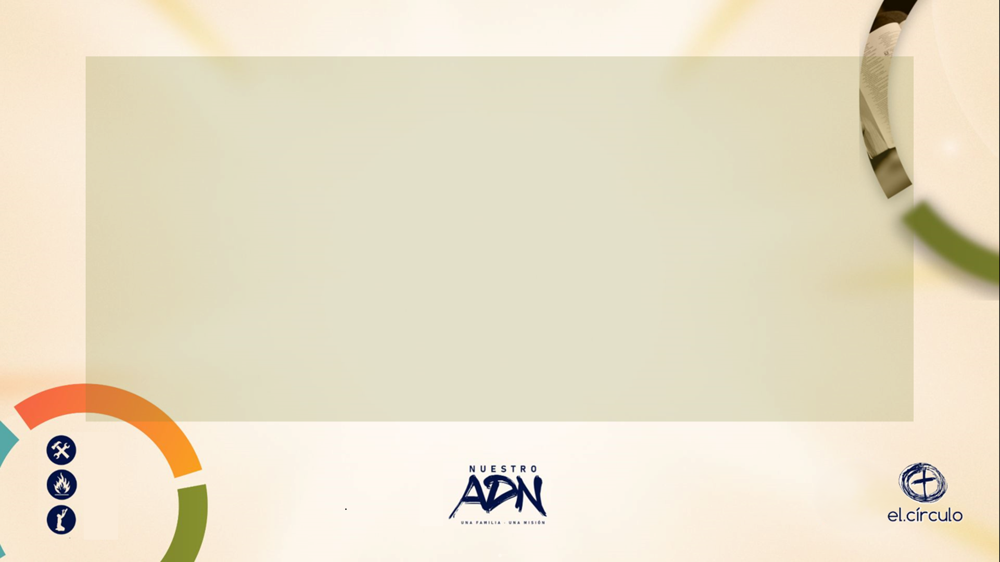 NUESTRO
ADN
UNA FAMILIA · UNA MISIÓN
el.círculo